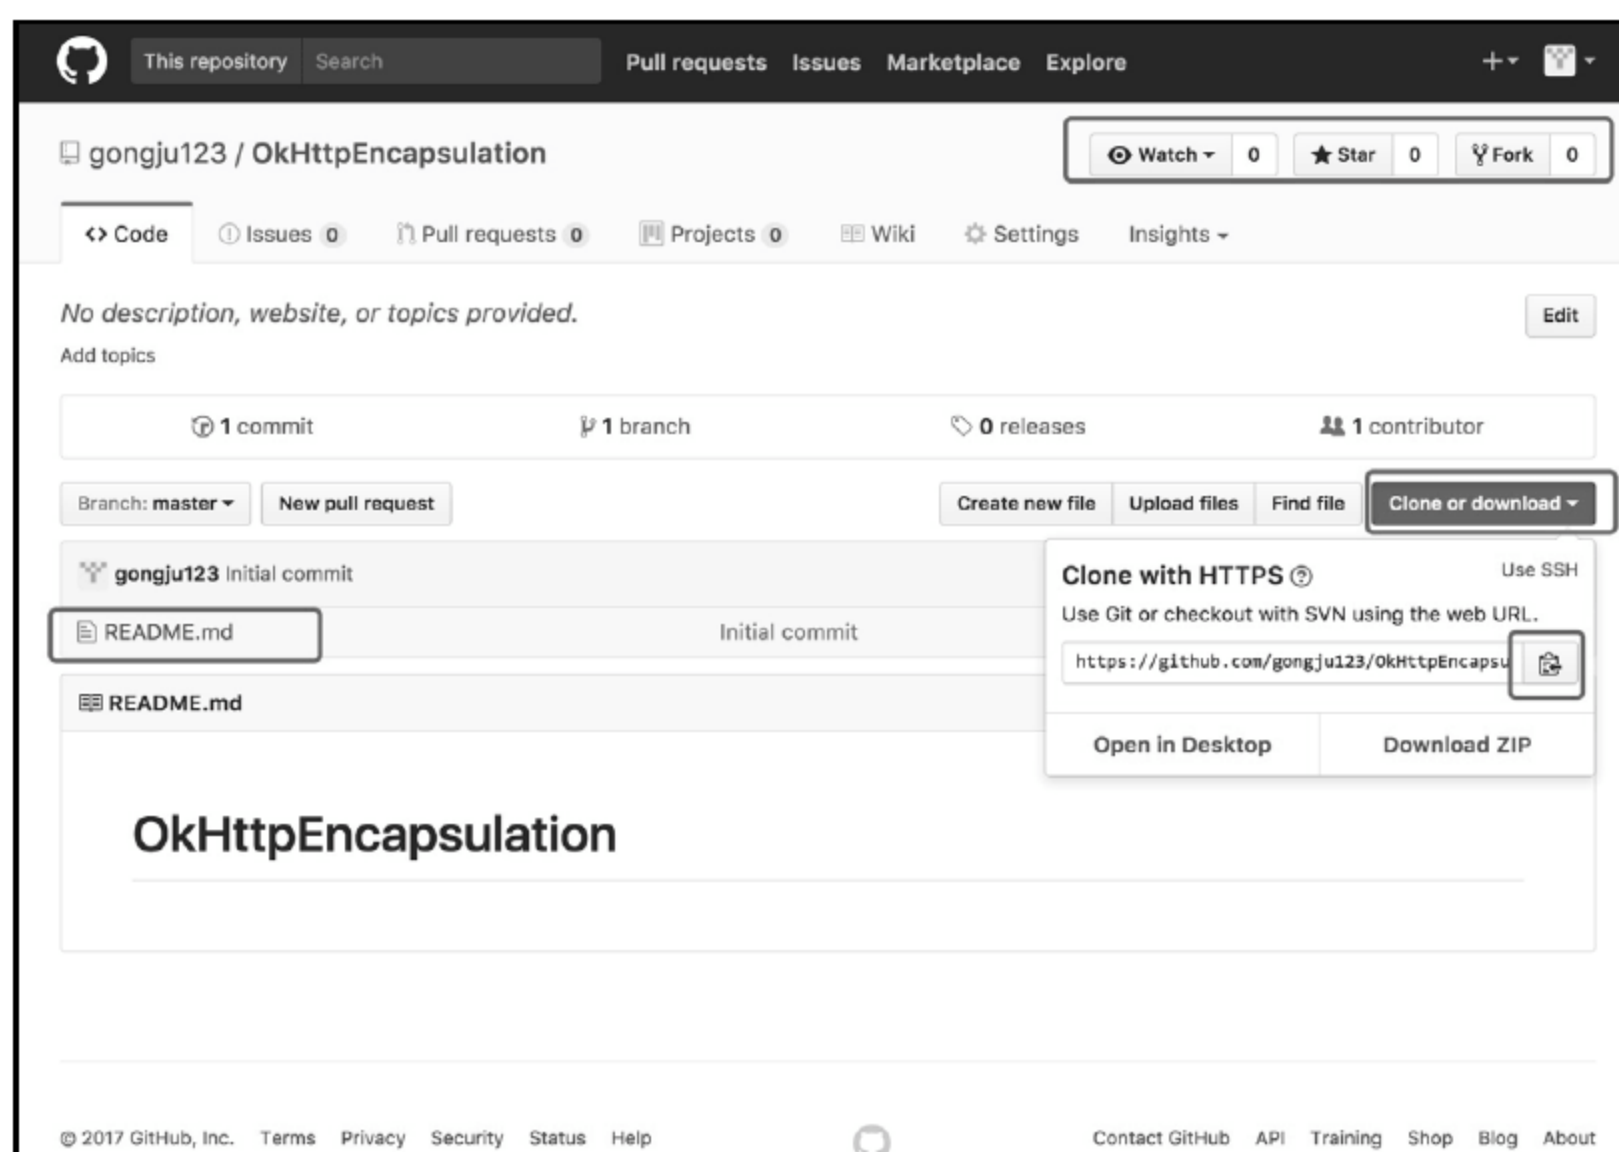 This repository Search Pull requests Issues Marketplace Explore
gongju123 / OkHttpEncapsulation Watch 0 Star 0 Fork 0
Code Issues 0 Pull requests 0 Projects 0 Wiki Settings Insights
No description, website, or topics provided. Edit
Add topics
1 commit 1 branch 0 releases 1 contributor
Branch: master New pull request Create new file Upload files Find file Clone or download
gongju123 Initial commit
README.md Initial commit
Clone with HTTPS Use SSH
Use Git or checkout with SVN using the web URL.
https://github.com/gongju123/OkHttpEncapsu
Open in Desktop Download ZIP
README.md
OkHttpEncapsulation
© 2017 GitHub, Inc. Terms Privacy Security Status Help Contact GitHub API Training Shop Blog About